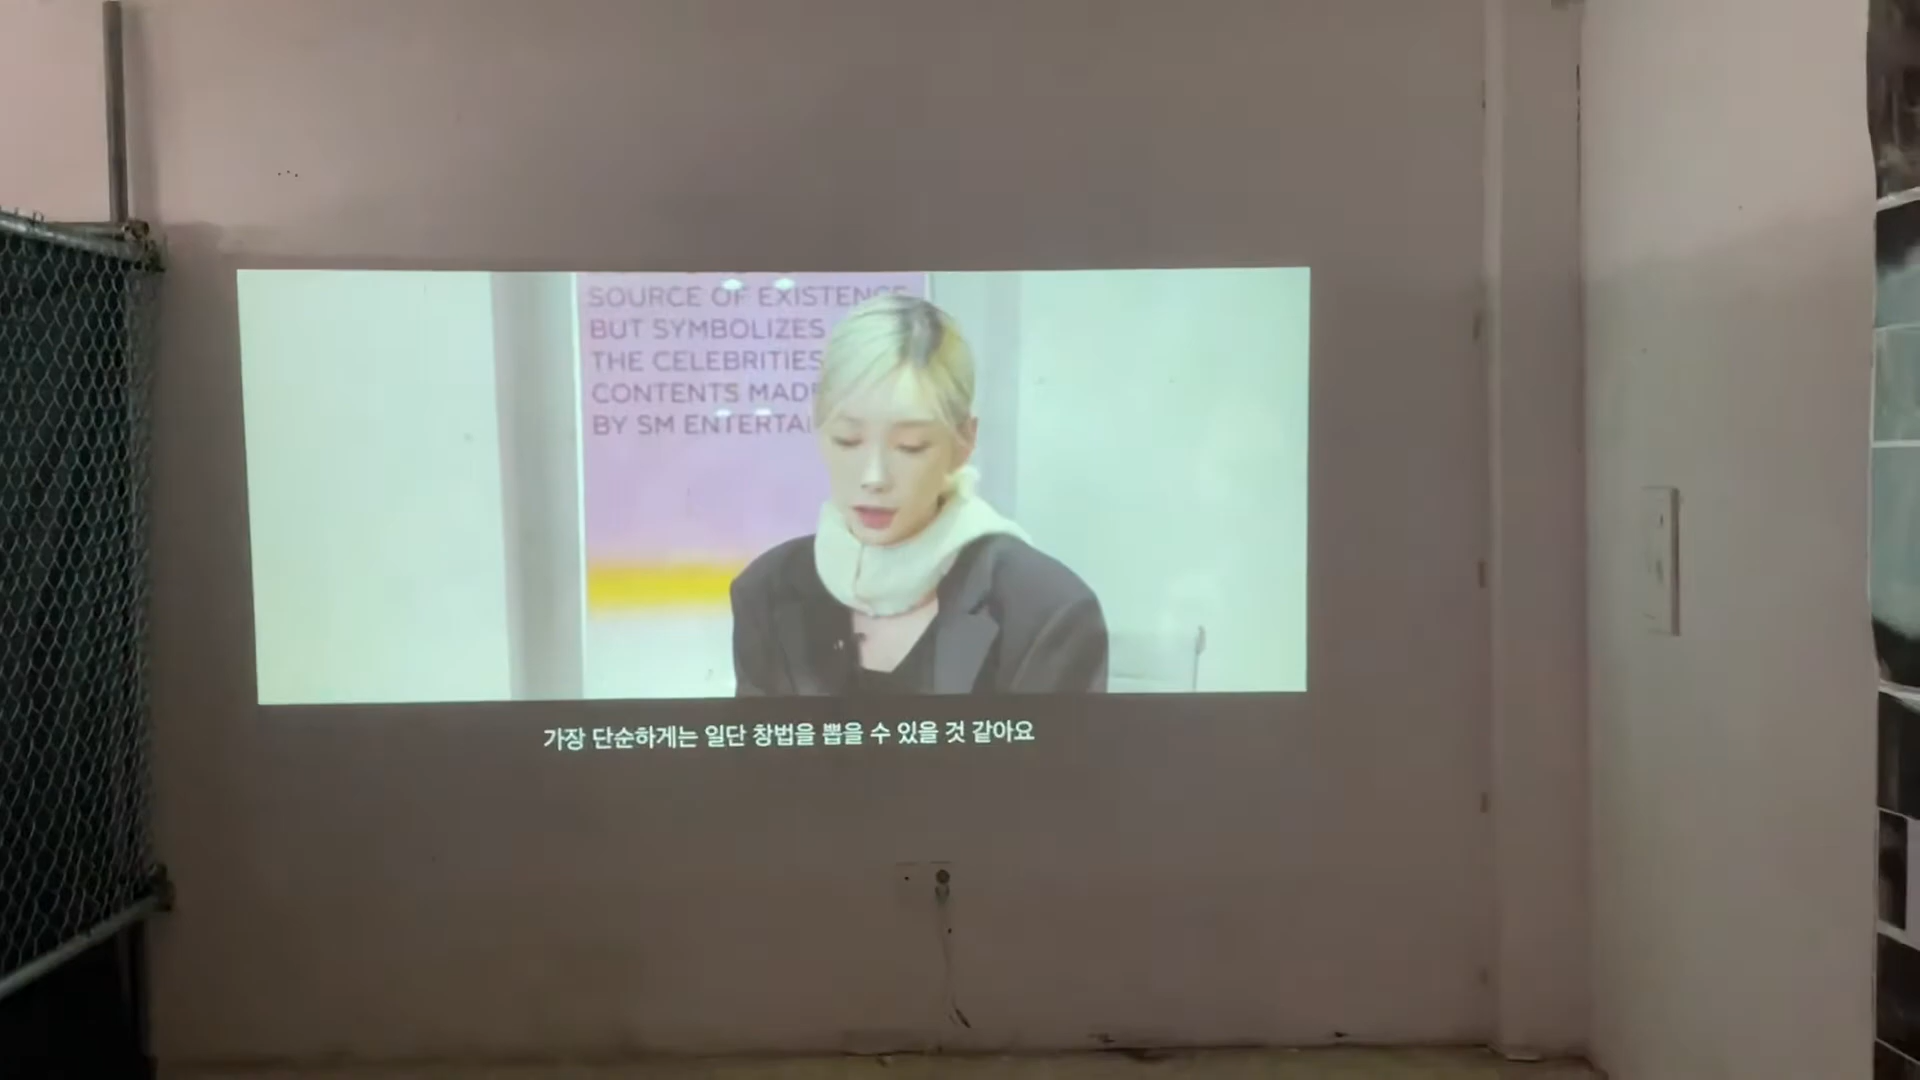 SOURCE OF EXISTENCE
BUT SYMBOLIZES
THE CELEBRITIES
CONTENTS MADE
BY SM ENTERTAI
가장 단순하게는 일단 창법을 뽑을 수 있을 것 같아요